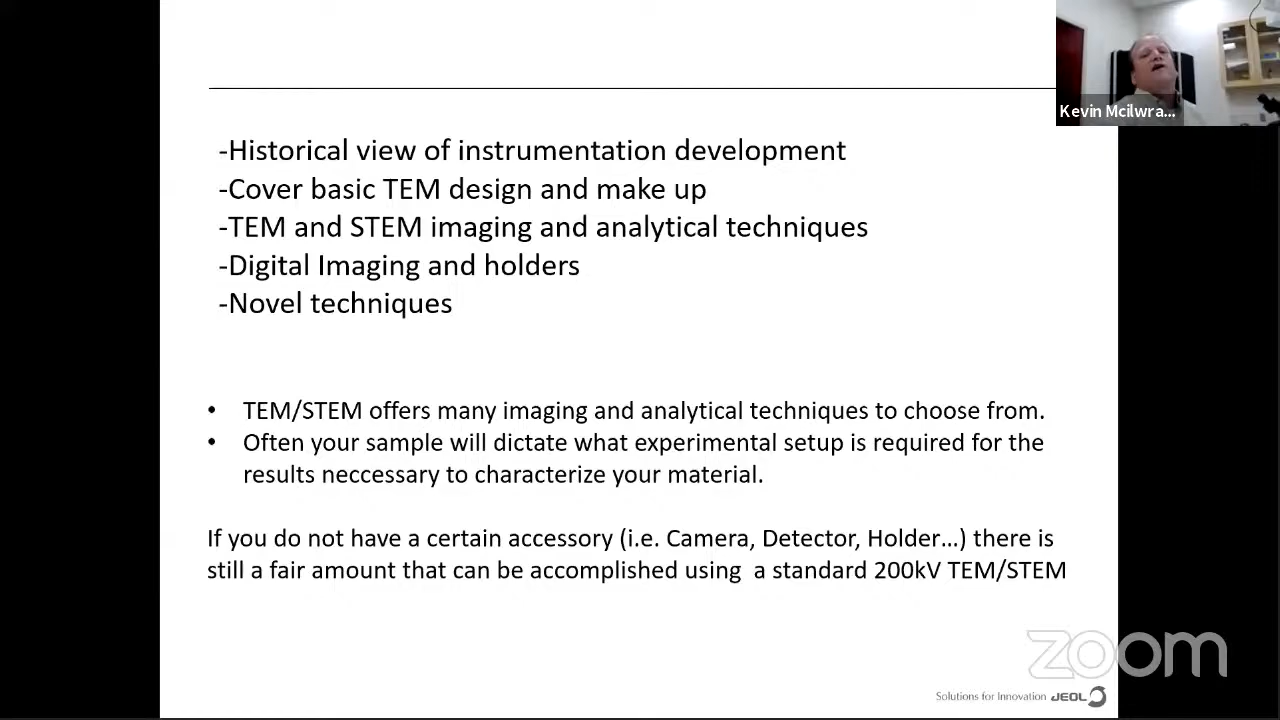 Kevin Mcilwra...
-Historical view of instrumentation development
-Cover basic TEM design and make up
-TEM and STEM imaging and analytical techniques
-Digital Imaging and holders
-Novel techniques
• TEM/STEM offers many imaging and analytical techniques to choose from.
• Often your sample will dictate what experimental setup is required for the
results neccessary to characterize your material.
If you do not have a certain accessory (i.e. Camera, Detector, Holder…) there is
still a fair amount that can be accomplished using  a standard 200kV TEM/STEM
zoom
Solutions for Innovation JEOL